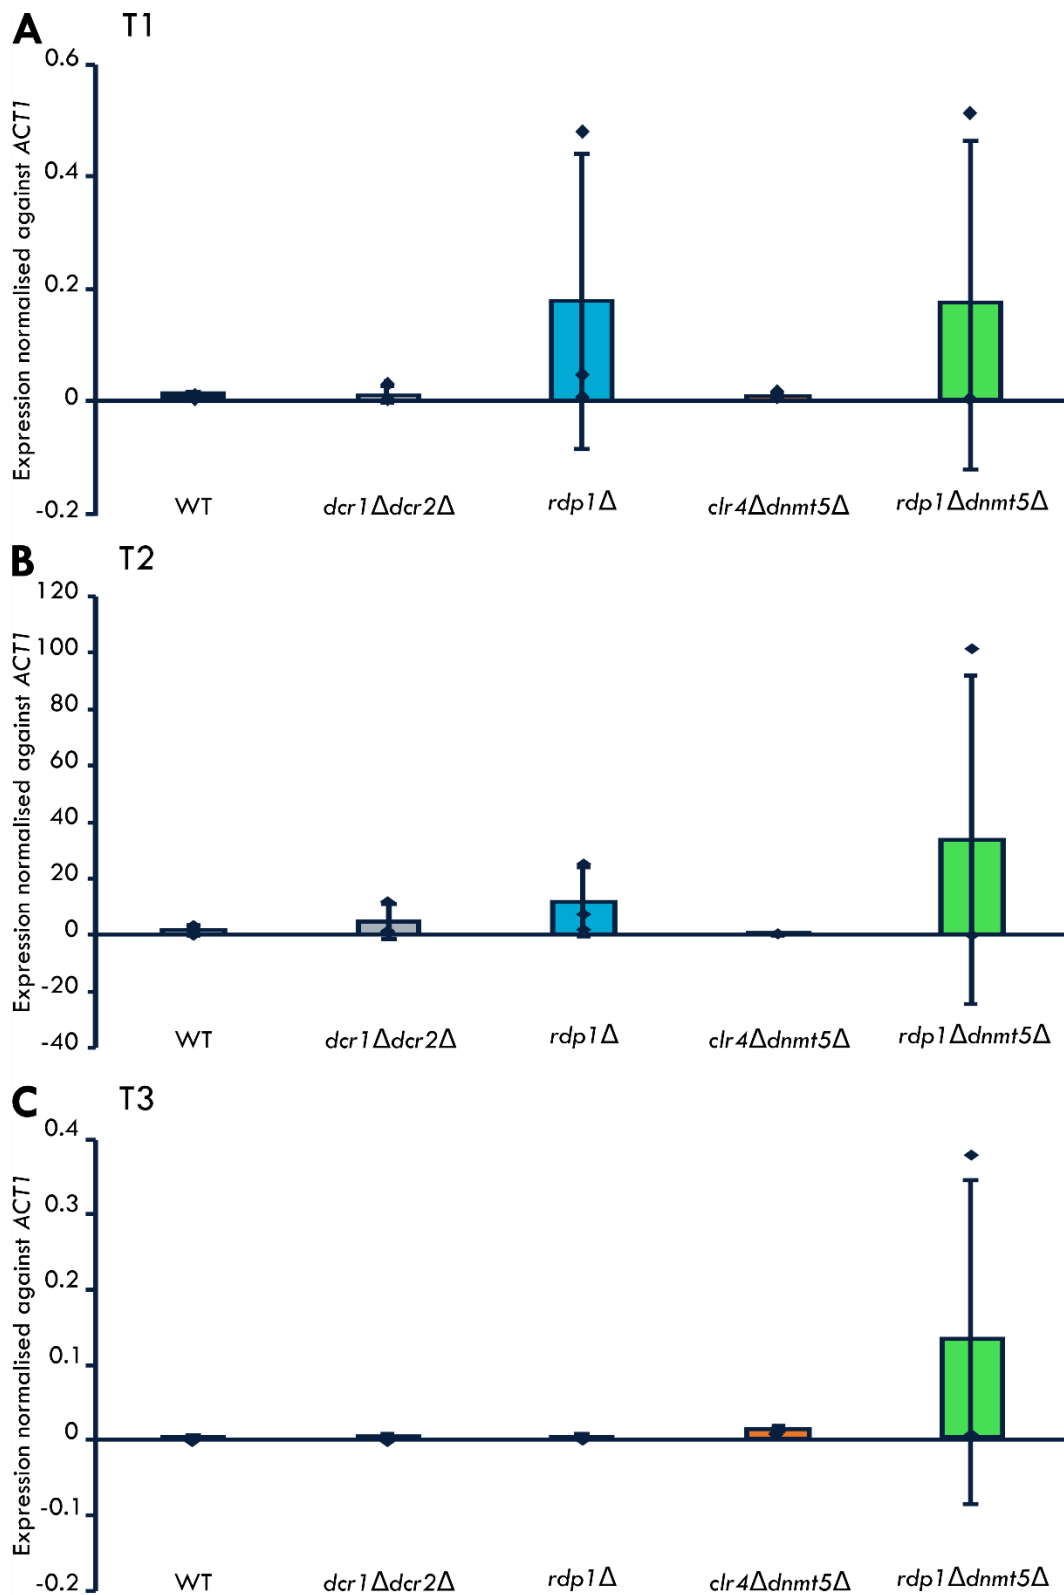 A T1
Expression normalised against ACT1
0.6
0.4
0.2
0
-0.2
WT dcr1Δdcr2Δ rdp1Δ clr4Δdnmt5Δ rdp1Δdnmt5Δ
B T2
Expression normalised against ACT1
120
100
80
60
40
20
0
-20
-40
WT dcr1Δdcr2Δ rdp1Δ clr4Δdnmt5Δ rdp1Δdnmt5Δ
C T3
Expression normalised against ACT1
0.4
0.3
0.2
0.1
0
-0.1
-0.2
WT dcr1Δdcr2Δ rdp1Δ clr4Δdnmt5Δ rdp1Δdnmt5Δ